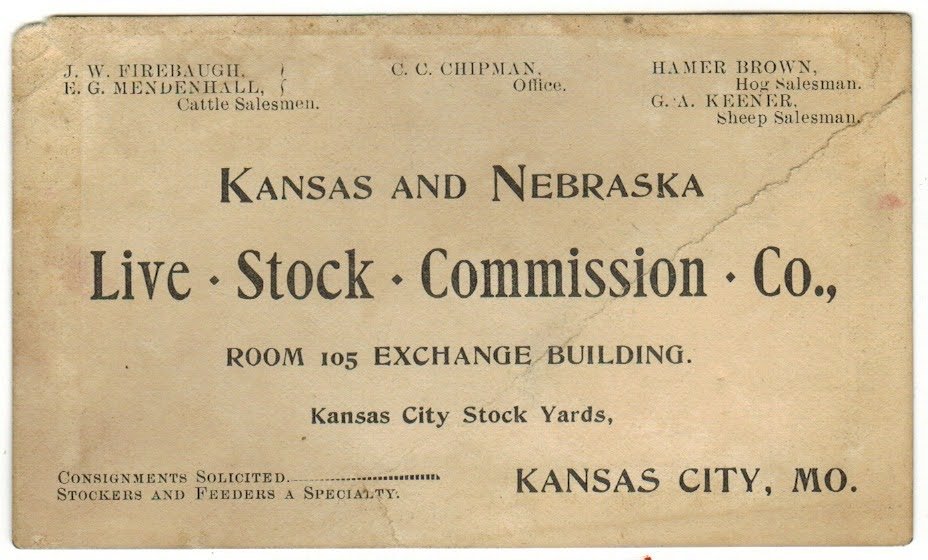 J. W. FIREBAUGH,
E. G. MENDENHALL,
Cattle Salesmen.
C. C. CHIPMAN,
Office.
HAMER BROWN,
Hog Salesman.
G. A. KEENER,
Sheep Salesman.
KANSAS AND NEBRASKA
Live · Stock · Commission · Co.,
ROOM 105 EXCHANGE BUILDING.
Kansas City Stock Yards,
CONSIGNMENTS SOLICITED
STOCKERS AND FEEDERS A SPECIALTY.
KANSAS CITY, MO.